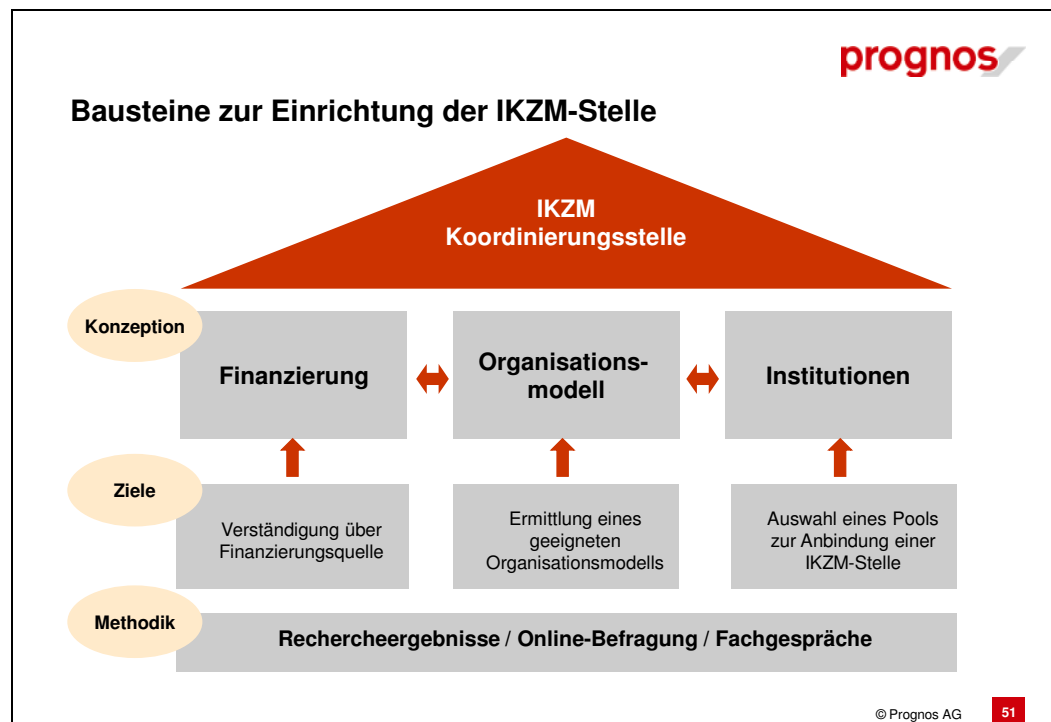 prognos
Bausteine zur Einrichtung der IKZM-Stelle
IKZM
Koordinierungsstelle
Konzeption
Finanzierung
Organisations-
modell
Institutionen
Ziele
Verständigung über
Finanzierungsquelle
Ermittlung eines
geeigneten
Organisationsmodells
Auswahl eines Pools
zur Anbindung einer
IKZM-Stelle
Methodik
Rechercheergebnisse / Online-Befragung / Fachgespräche
© Prognos AG
51